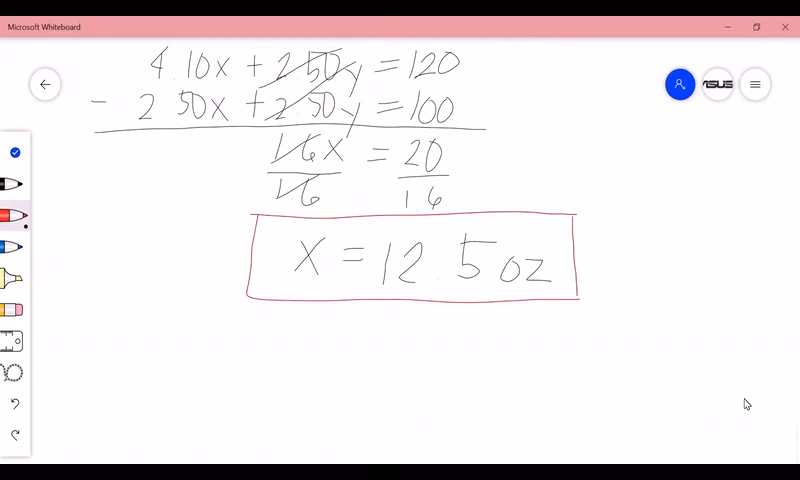 Microsoft Whiteboard
4.10x + 2.50y = 120
- 2.50x + 2.50y = 100
1.6x = 20
1.6 1.6
x = 12.5 oz
ASUS